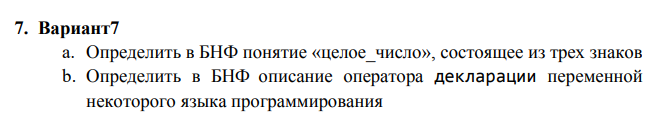 7. Вариант7
a. Определить в БНФ понятие «целое_число», состоящее из трех знаков
b. Определить в БНФ описание оператора декларации переменной
некоторого языка программирования